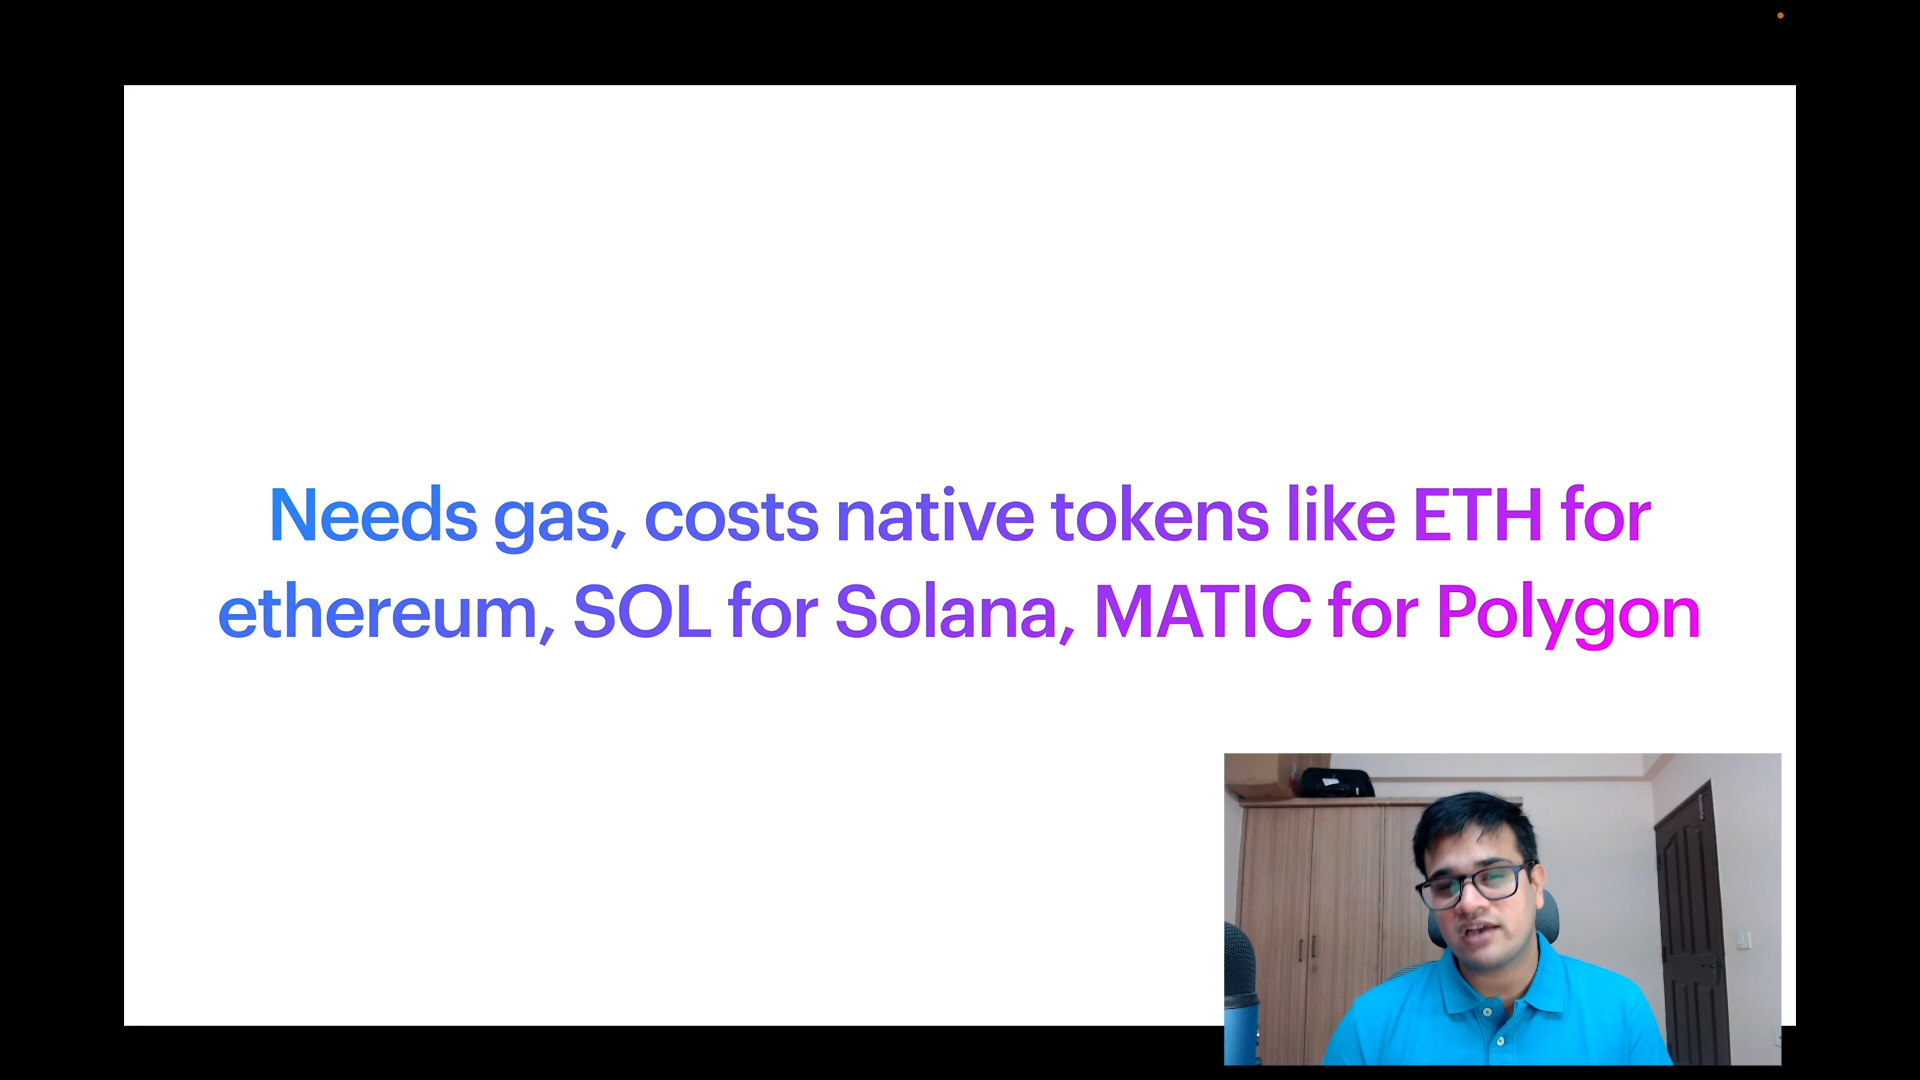 Needs gas, costs native tokens like ETH for
ethereum, SOL for Solana, MATIC for Polygon